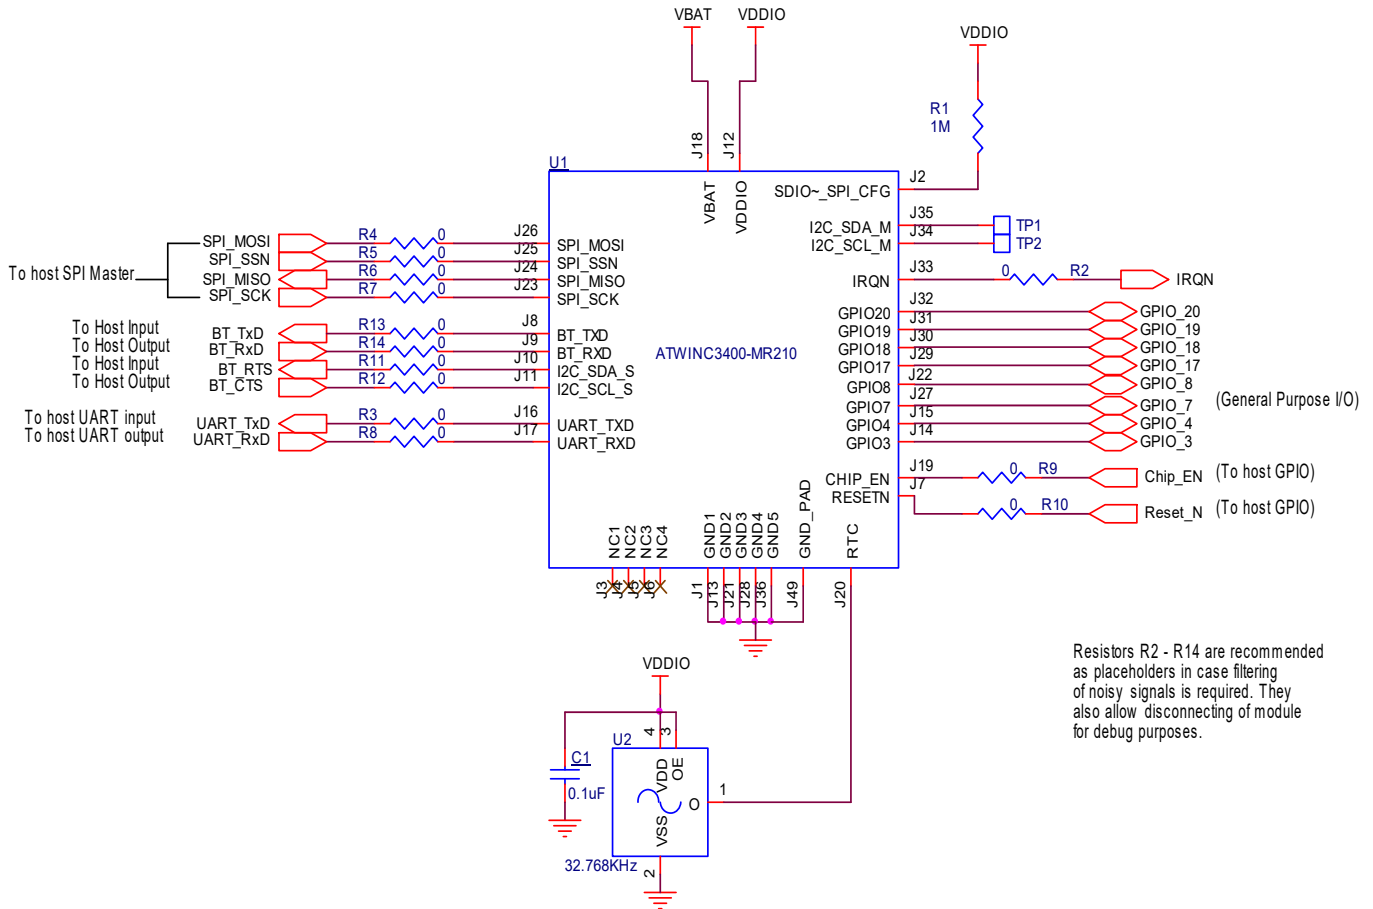 VBAT VDDIO
VDDIO
R1
1M
J18 J12
U1
J2
VBAT VDDIO SDIO~_SPI_CFG
J35
I2C_SDA_M TP1
J34
I2C_SCL_M TP2
SPI_MOSI R4 0 J26 SPI_MOSI
SPI_SSN R5 0 J25 SPI_SSN
To host SPI Master
SPI_MISO R6 0 J24 SPI_MISO
SPI_SCK R7 0 J23 SPI_SCK
IRQN J33 0 R2 IRQN
To Host Input BT_TxD R13 0 J8 BT_TXD
To Host Output BT_RxD R14 0 J9 BT_RXD
To Host Input BT_RTS R11 0 J10 I2C_SDA_S
To Host Output BT_CTS R12 0 J11 I2C_SCL_S
ATWINC3400-MR210
GPIO20 J32 GPIO_20
GPIO19 J31 GPIO_19
GPIO18 J30 GPIO_18
GPIO17 J29 GPIO_17
GPIO8 J22 GPIO_8
GPIO7 J27 GPIO_7 (General Purpose I/O)
GPIO4 J15 GPIO_4
GPIO3 J14 GPIO_3
To host UART input UART_TxD R3 0 J16 UART_TXD
To host UART output UART_RxD R8 0 J17 UART_RXD
CHIP_EN J19 0 R9 Chip_EN (To host GPIO)
RESETN J7 0 R10 Reset_N (To host GPIO)
NC1 NC2 NC3 NC4 GND1 GND2 GND3 GND4 GND5 GND_PAD RTC
J3 J4 J5 J6 J1 J13 J21 J28 J36 J49 J20
Resistors R2 - R14 are recommended
as placeholders in case filtering
of noisy signals is required. They
also allow disconnecting of module
for debug purposes.
VDDIO
U2 4 3
C1
0.1uF
VDD OE
O 1
VSS
32.768KHz
2